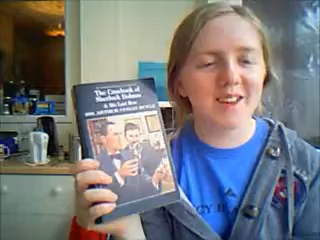 The Casebook of
Sherlock Holmes
& His Last Bow
SIR ARTHUR CONAN DOYLE